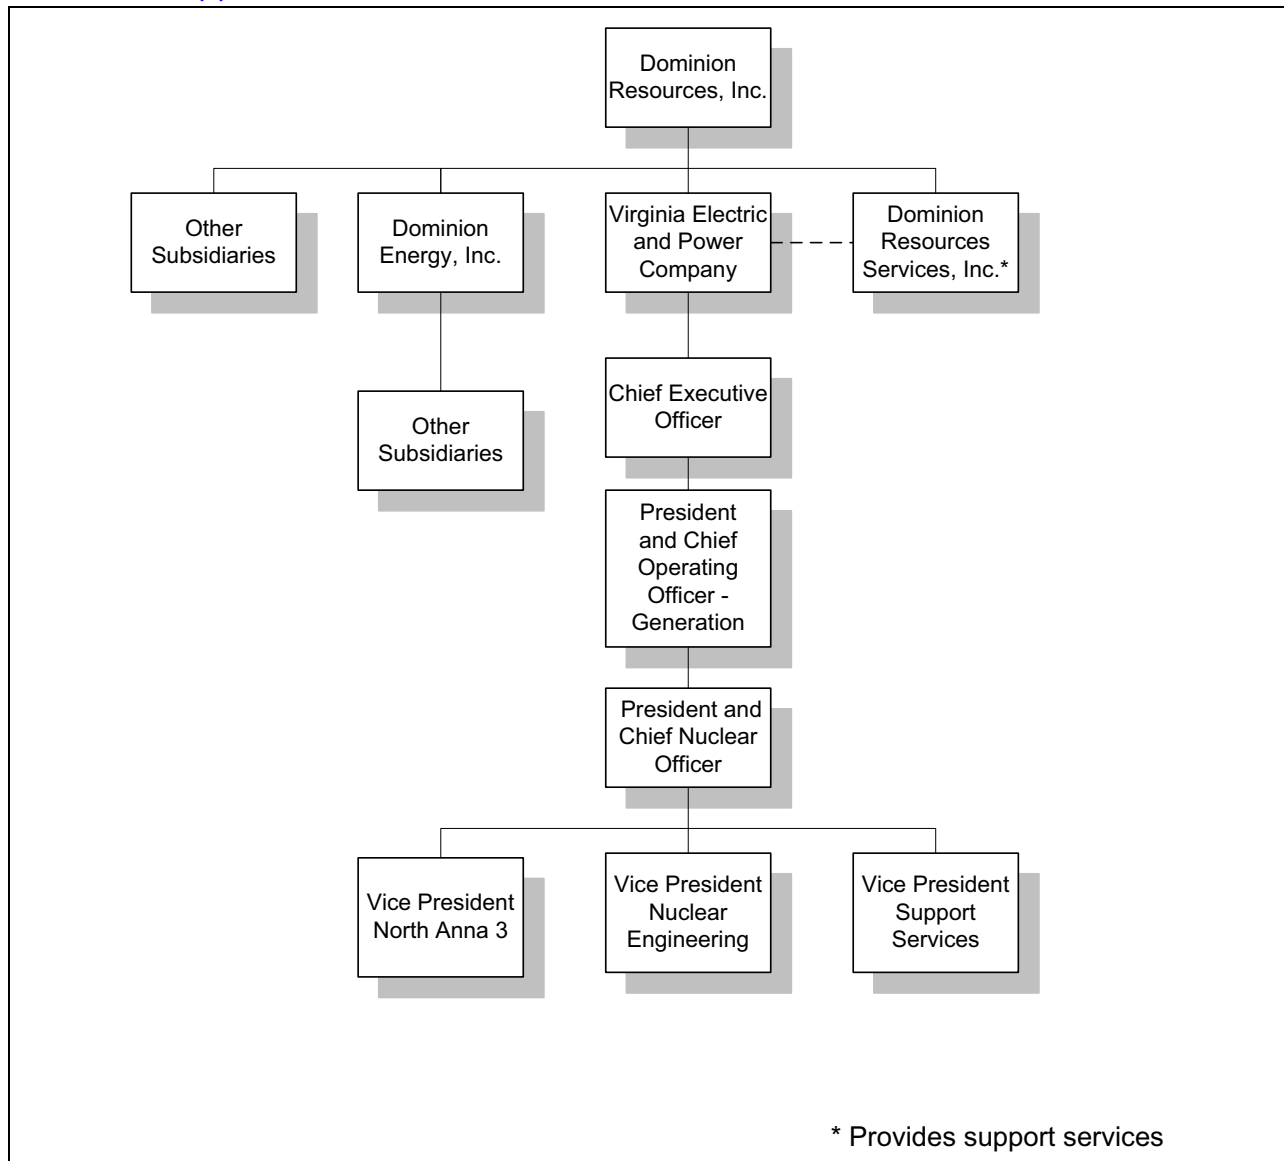 Dominion
Resources, Inc.
Other
Subsidiaries
Dominion
Energy, Inc.
Virginia Electric
and Power
Company
Dominion
Resources
Services, Inc.*
Chief Executive
Officer
Other
Subsidiaries
President
and Chief
Operating
Officer -
Generation
President and
Chief Nuclear
Officer
Vice President
North Anna 3
Vice President
Nuclear
Engineering
Vice President
Support
Services
* Provides support services